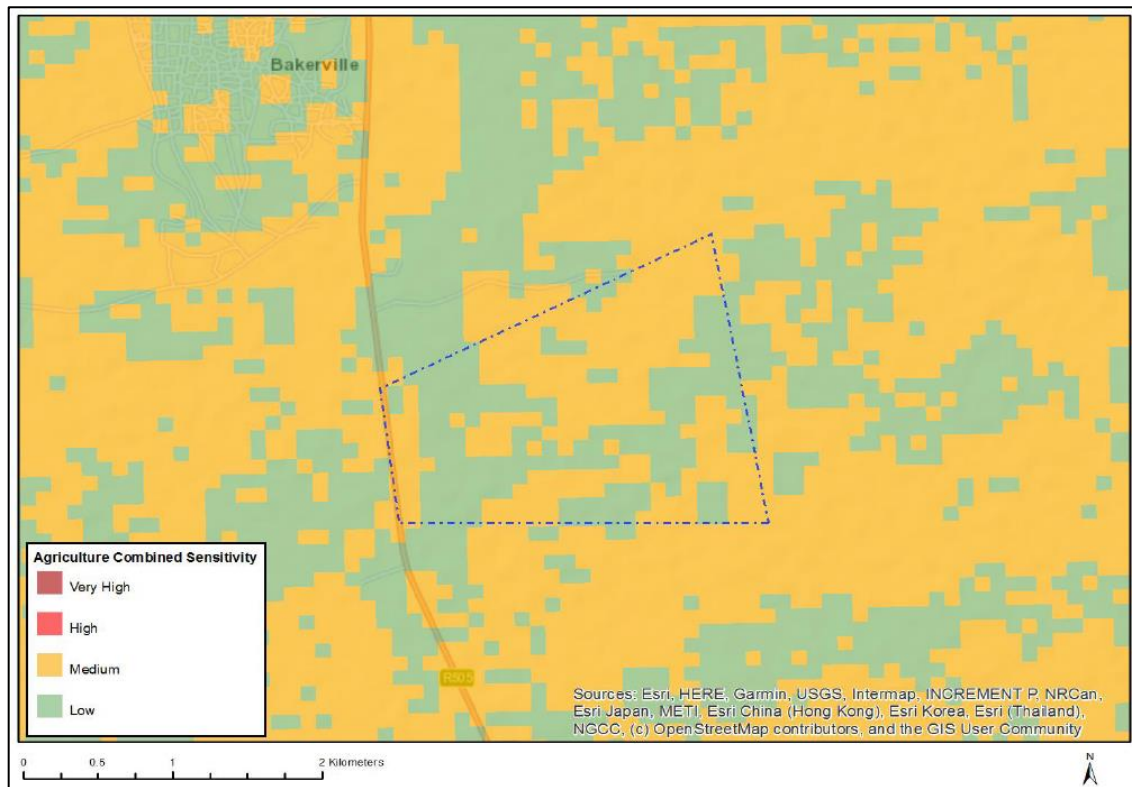 Bakerville
Agriculture Combined Sensitivity
Very High
High
Medium
Low
R505
Sources: Esri, HERE, Garmin, USGS, Intermap, INCREMENT P, NRCan,
Esri Japan, METI, Esri China (Hong Kong), Esri Korea, Esri (Thailand),
NGCC, (c) OpenStreetMap contributors, and the GIS User Community
0 0.5 1 2 Kilometers
N